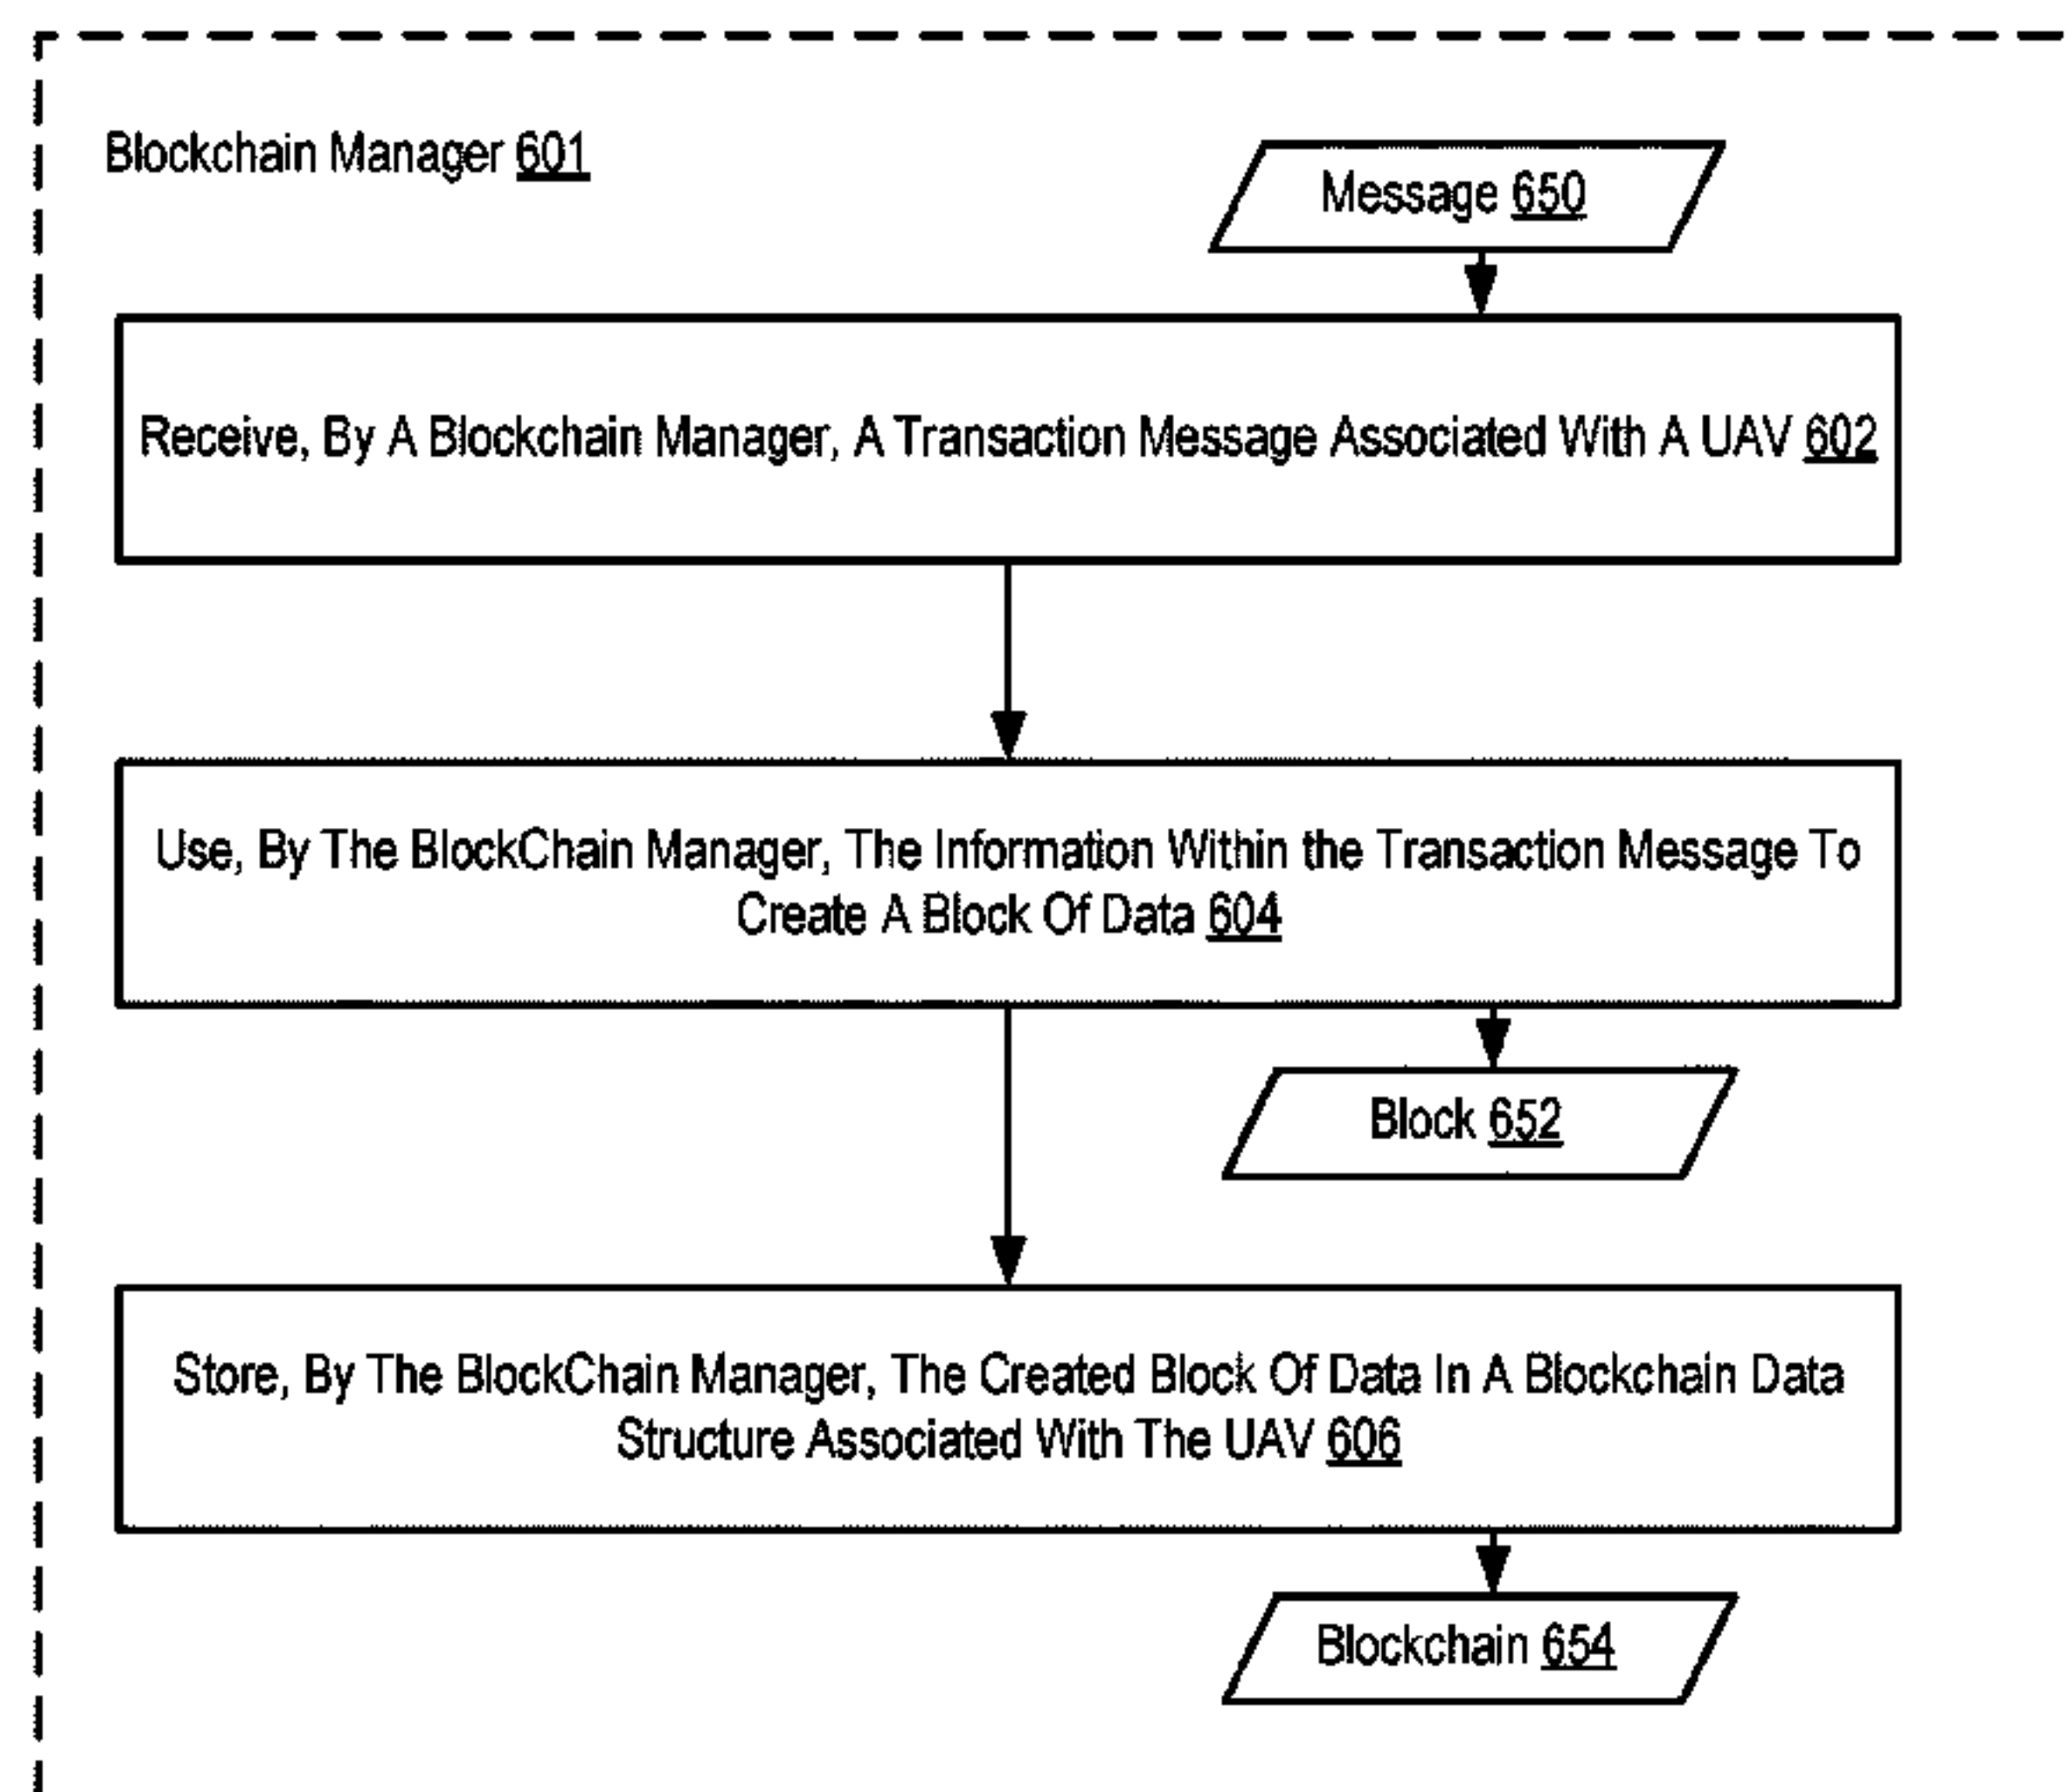 Blockchain Manager 601
Message 650
Receive, By A Blockchain Manager, A Transaction Message Associated With A UAV 602
Use, By The BlockChain Manager, The Information Within the Transaction Message To
Create A Block Of Data 604
Block 652
Store, By The BlockChain Manager, The Created Block Of Data In A Blockchain Data
Structure Associated With The UAV 606
Blockchain 654